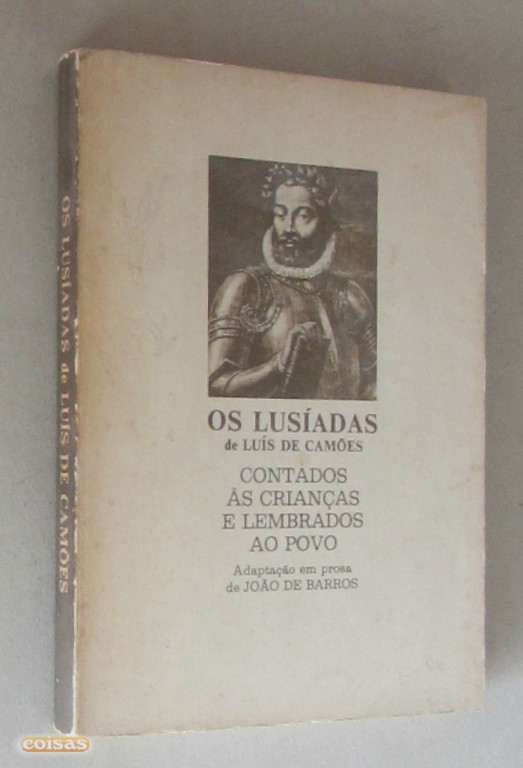 OS LUSÍADAS
de LUÍS DE CAMÕES
CONTADOS
ÀS CRIANÇAS
E LEMBRADOS
AO POVO
Adaptação em prosa
de JOÃO DE BARROS
OS LUSÍADAS de LUIS DE CAMÕES
coisas